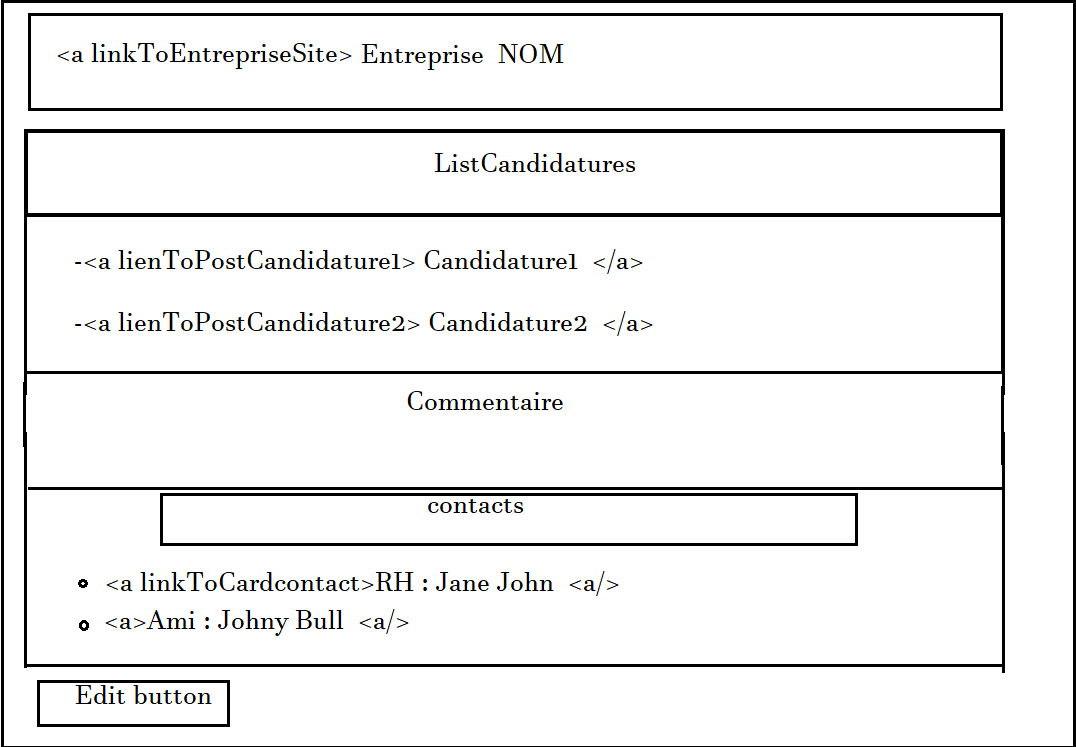 <a linkToEntrepriseSite> Entreprise NOM
ListCandidatures
-<a lienToPostCandidature1> Candidature1 </a>
-<a lienToPostCandidature2> Candidature2 </a>
Commentaire
contacts
<a linkToCardcontact>RH : Jane John <a/>
<a>Ami : Johny Bull <a/>
Edit button